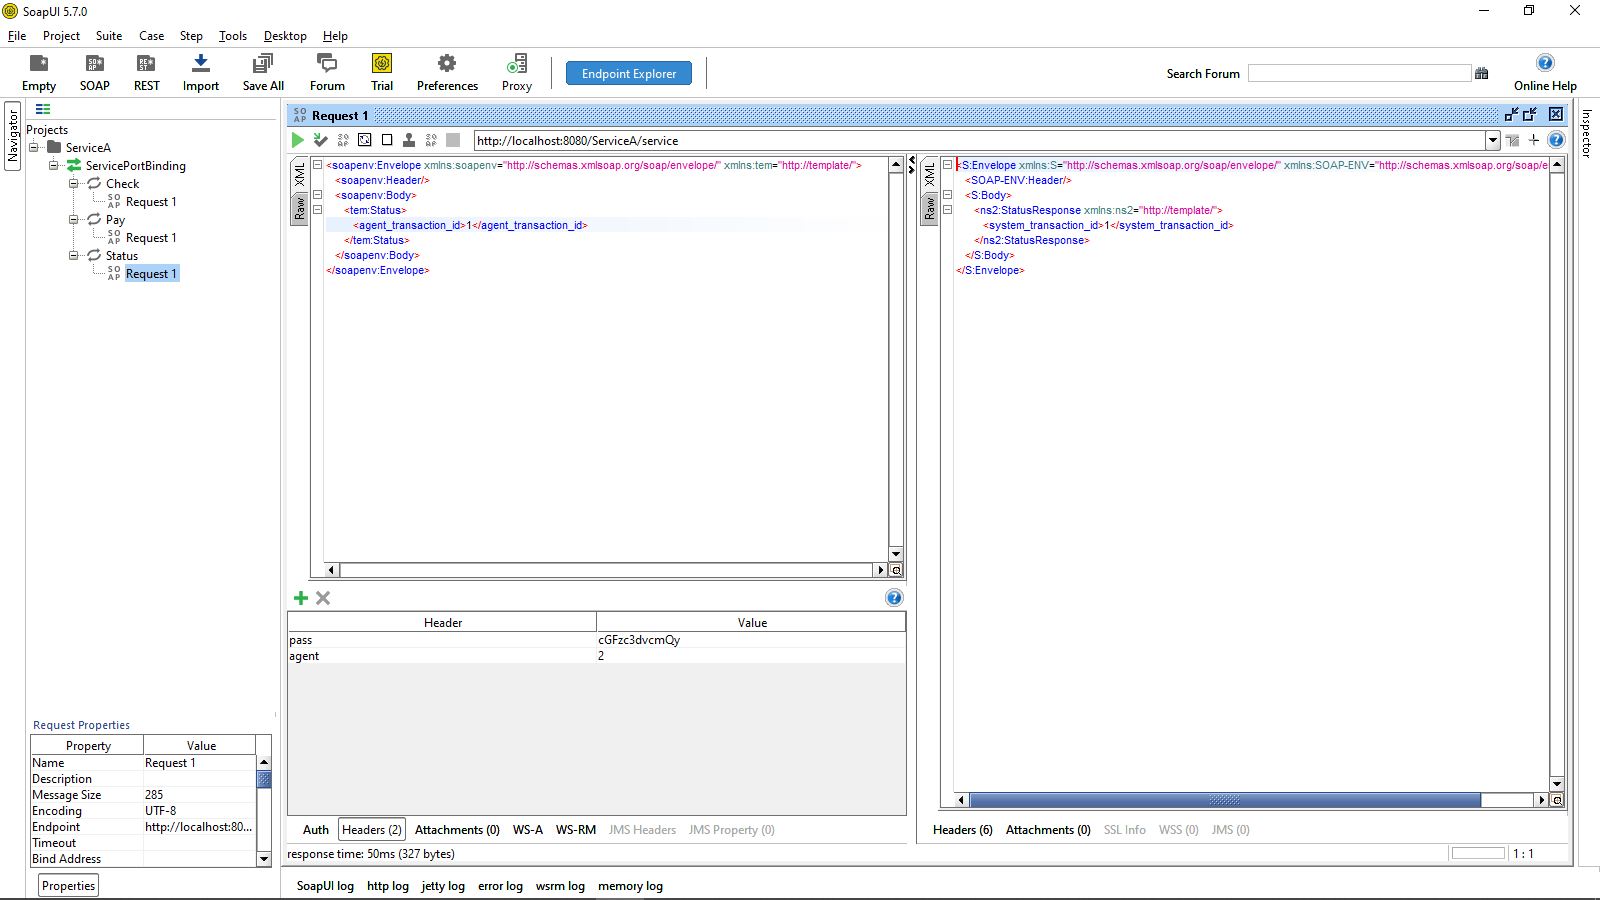 SoapUI 5.7.0
File Project Suite Case Step Tools Desktop Help
Empty SOAP REST Import Save All Forum Trial Preferences Proxy Endpoint Explorer Search Forum Online Help
Navigator
Projects
ServiceA
ServicePortBinding
Check
Request 1
Pay
Request 1
Status
Request 1
Request Properties
Property Value
Name Request 1
Description
Message Size 285
Encoding UTF-8
Endpoint http://localhost:80...
Timeout
Bind Address
Properties
Request 1
http://localhost:8080/ServiceA/service
XML
Raw
<soapenv:Envelope xmlns:soapenv="http://schemas.xmlsoap.org/soap/envelope/" xmlns:tem="http://template/">
<soapenv:Header/>
<soapenv:Body>
<tem:Status>
<agent_transaction_id>1</agent_transaction_id>
</tem:Status>
</soapenv:Body>
</soapenv:Envelope>
Header Value
pass cGFzc3dvcmQy
agent 2
Auth Headers (2) Attachments (0) WS-A WS-RM JMS Headers JMS Property (0)
response time: 50ms (327 bytes)
XML
Raw
<S:Envelope xmlns:S="http://schemas.xmlsoap.org/soap/envelope/" xmlns:SOAP-ENV="http://schemas.xmlsoap.org/soap/e
<SOAP-ENV:Header/>
<S:Body>
<ns2:StatusResponse xmlns:ns2="http://template/">
<system_transaction_id>1</system_transaction_id>
</ns2:StatusResponse>
</S:Body>
</S:Envelope>
Headers (6) Attachments (0) SSL Info WSS (0) JMS (0)
1 : 1
Inspector
SoapUI log http log jetty log error log wsrm log memory log